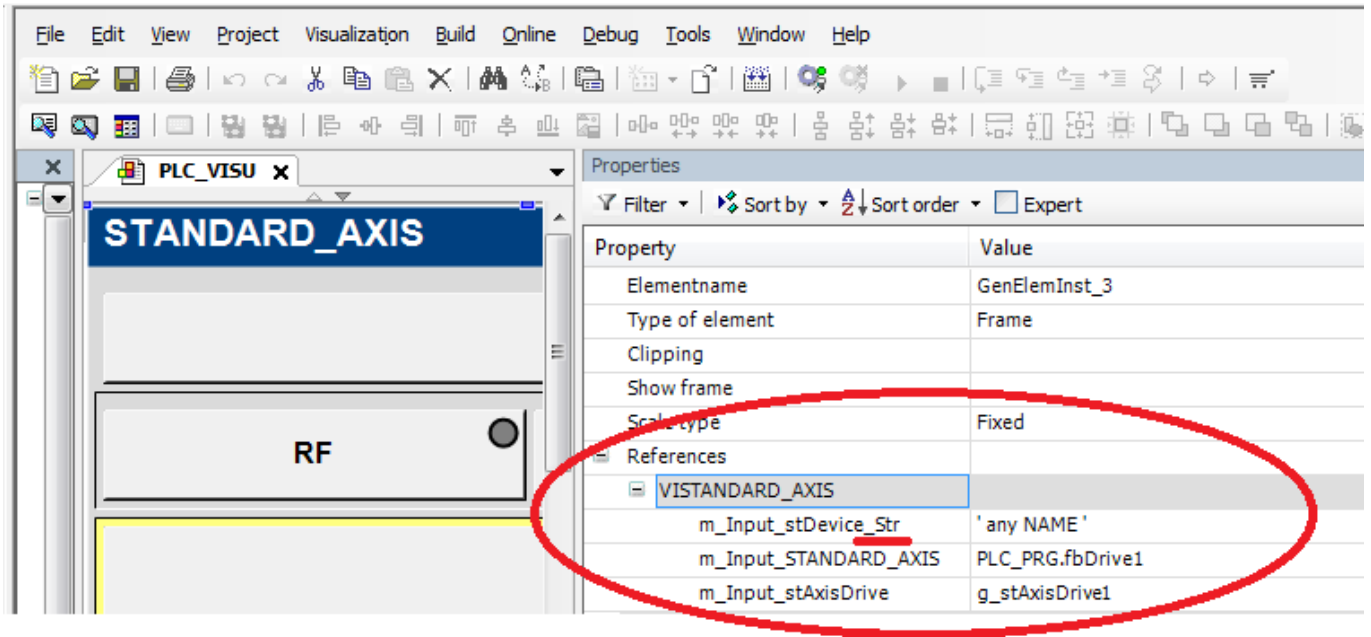 File Edit View Project Visualization Build Online Debug Tools Window Help
PLC_VISU
Properties
Filter Sort by Sort order Expert
Property Value
STANDARD_AXIS
Elementname GenElemInst_3
Type of element Frame
Clipping
Show frame
Scale type Fixed
RF
References
VISTANDARD_AXIS
m_Input_stDevice_Str ' any NAME '
m_Input_STANDARD_AXIS PLC_PRG.fbDrive1
m_Input_stAxisDrive g_stAxisDrive1